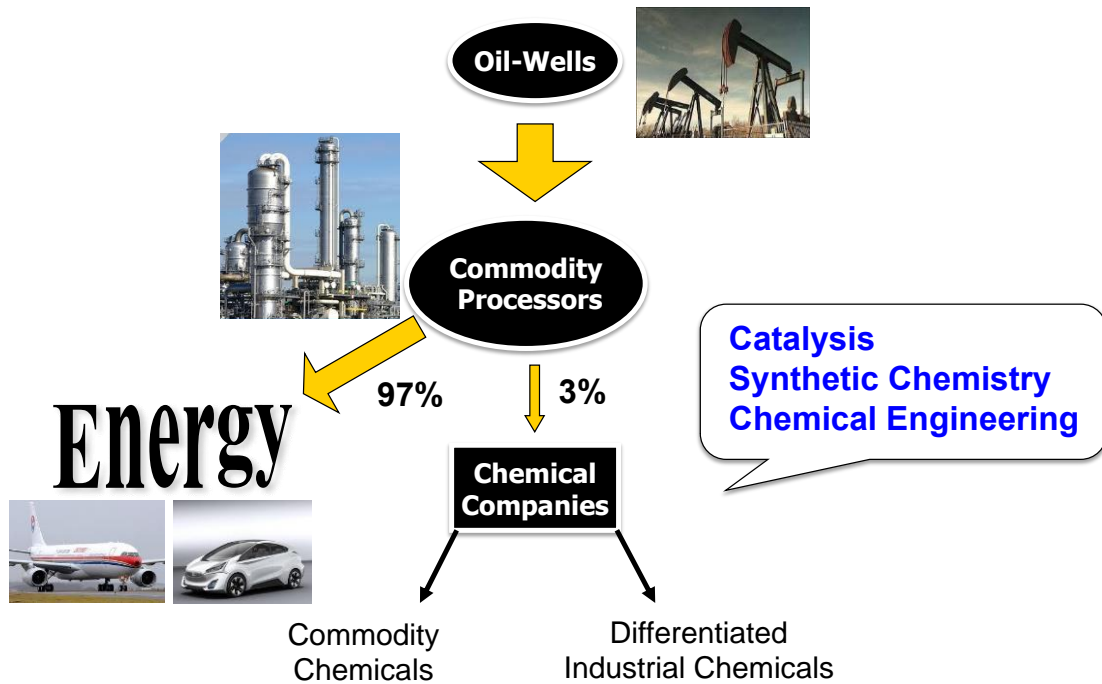 Oil-Wells
Commodity
Processors
97%
3%
Energy
Catalysis
Synthetic Chemistry
Chemical Engineering
Chemical
Companies
Commodity
Chemicals
Differentiated
Industrial Chemicals